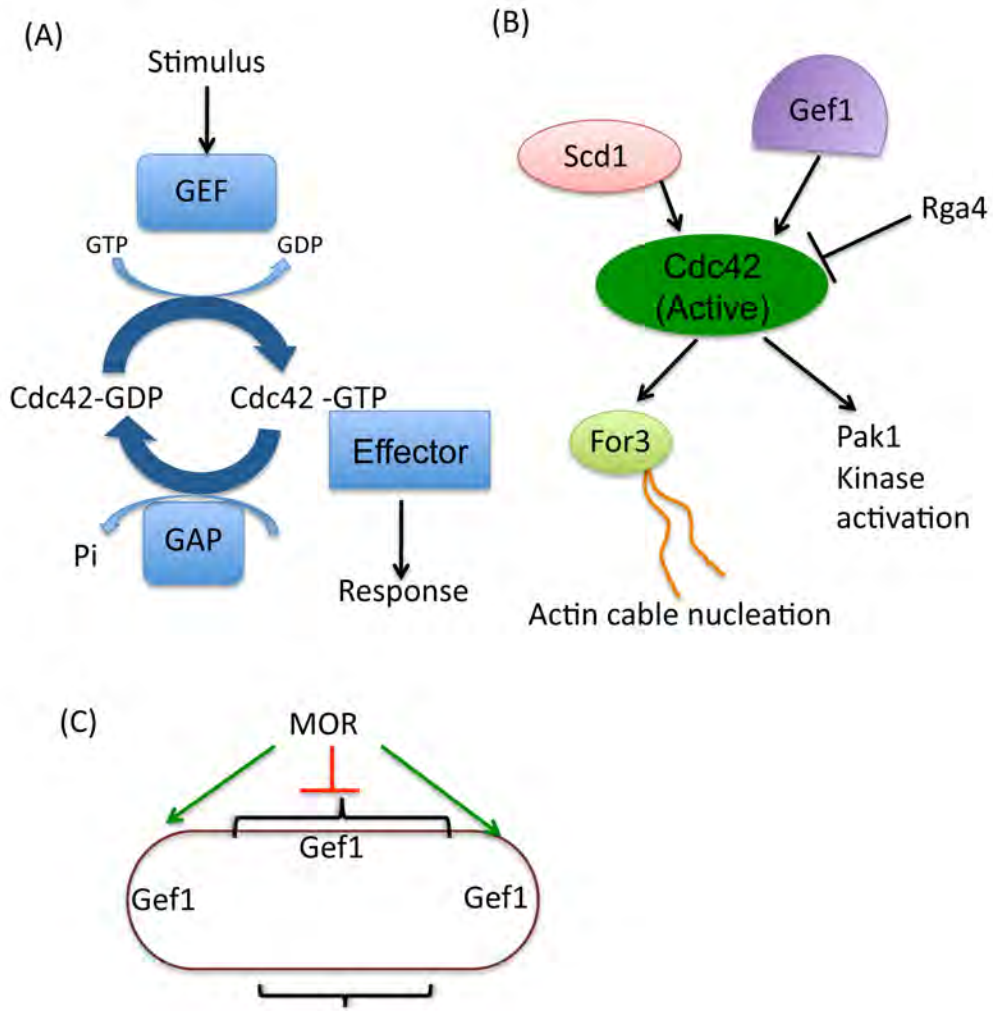 (A)
Stimulus
GEF
GTP
GDP
Cdc42-GDP
Cdc42 -GTP
Effector
Pi
GAP
Response
(B)
Gef1
Scd1
Rga4
Cdc42
(Active)
For3
Pak1
Kinase
activation
Actin cable nucleation
(C)
MOR
Gef1
Gef1
Gef1